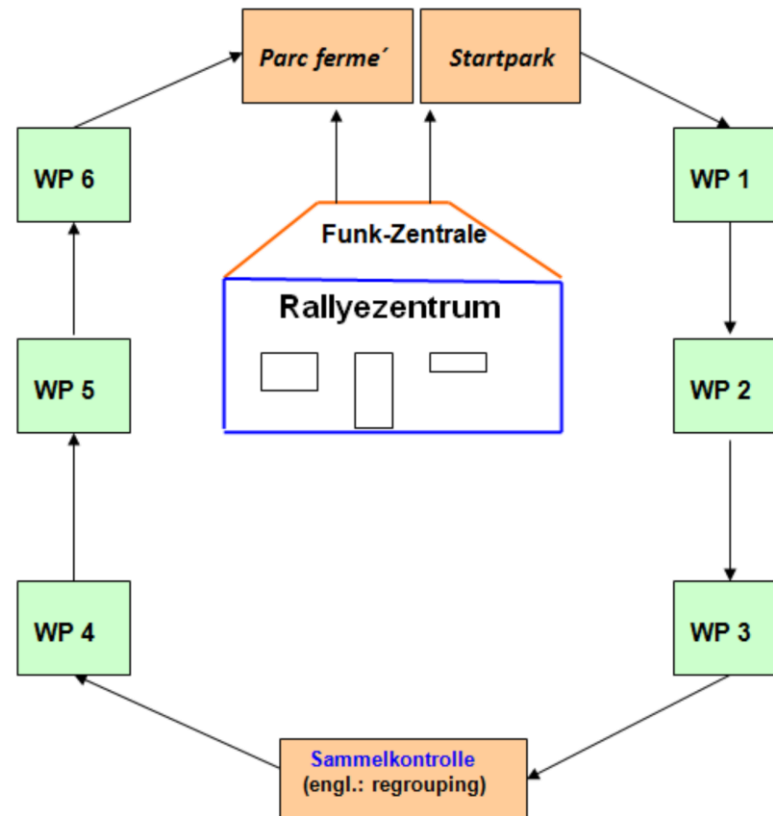 Parc ferme´
Startpark
WP 6
WP 1
Funk-Zentrale
Rallyezentrum
WP 5
WP 2
WP 4
WP 3
Sammelkontrolle
(engl.: regrouping)